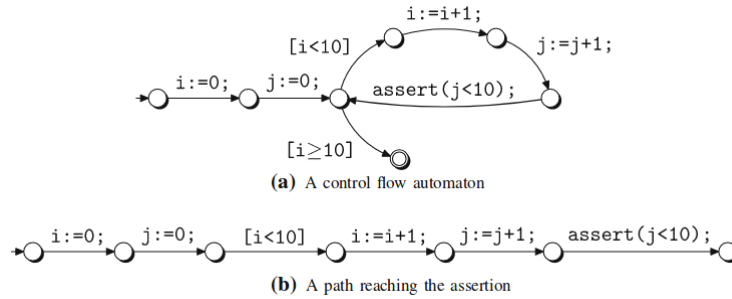 i:=i+1;
[i<10]
j:=j+1;
i:=0;
j:=0;
assert(j<10);
[i≥10]
(a) A control flow automaton
i:=0;
j:=0;
[i<10]
i:=i+1;
j:=j+1;
assert(j<10);
(b) A path reaching the assertion